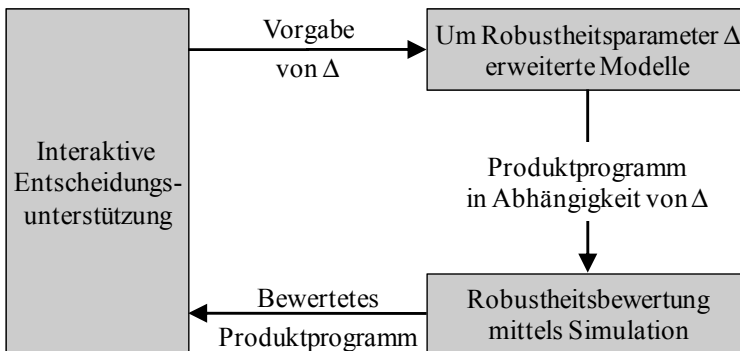 Vorgabe
von Δ
Um Robustheitsparameter Δ
erweiterte Modelle
Interaktive
Entscheidungs-
unterstützung
Produktprogramm
in Abhängigkeit von Δ
Bewertetes
Produktprogramm
Robustheitsbewertung
mittels Simulation